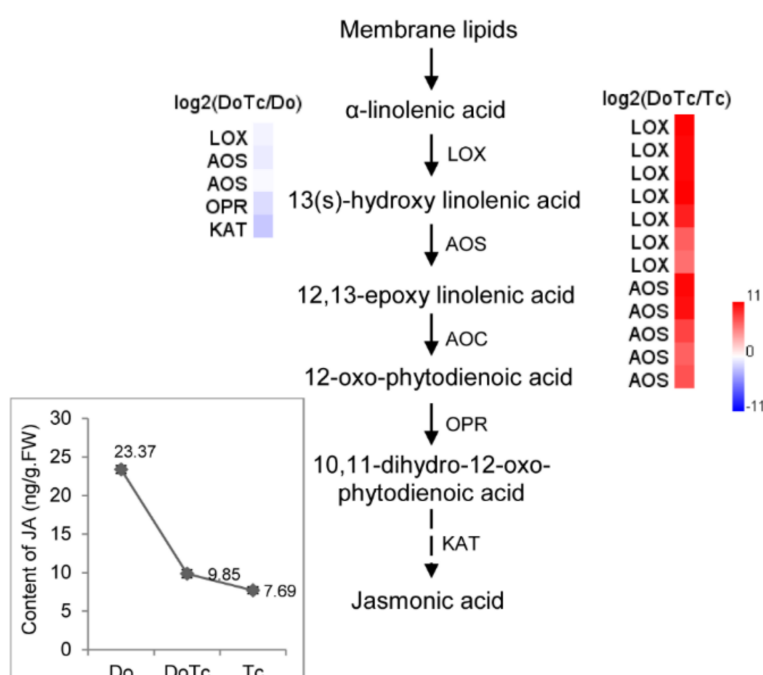 Membrane lipids
α-linolenic acid
LOX
13(s)-hydroxy linolenic acid
AOS
12,13-epoxy linolenic acid
AOC
12-oxo-phytodienoic acid
OPR
10,11-dihydro-12-oxo-
phytodienoic acid
KAT
Jasmonic acid
log2(DoTc/Do)
LOX
AOS
AOS
OPR
KAT
log2(DoTc/Tc)
LOX
LOX
LOX
LOX
LOX
LOX
LOX
AOS
AOS
AOS
AOS
AOS
11
0
-11
Content of JA (ng/g.FW)
30
25
20
15
10
5
0
23.37
9.85
7.69
Do
DoTc
Tc